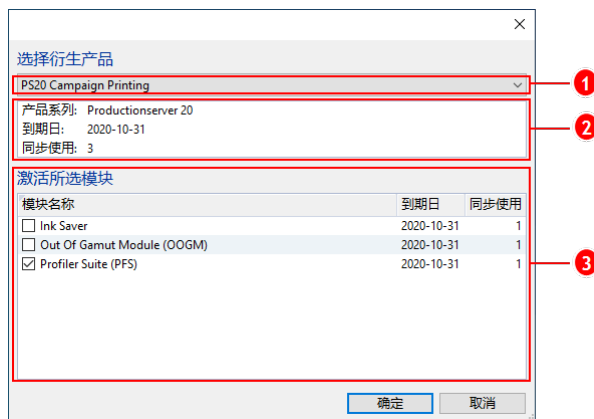 选择衍生产品
PS20 Campaign Printing
1
产品系列: Productionserver 20
到期日: 2020-10-31
同步使用: 3
2
激活所选模块
模块名称 到期日 同步使用
Ink Saver 2020-10-31 1
Out Of Gamut Module (OOGM) 2020-10-31 1
Profiler Suite (PFS) 2020-10-31 1
3
确定 取消